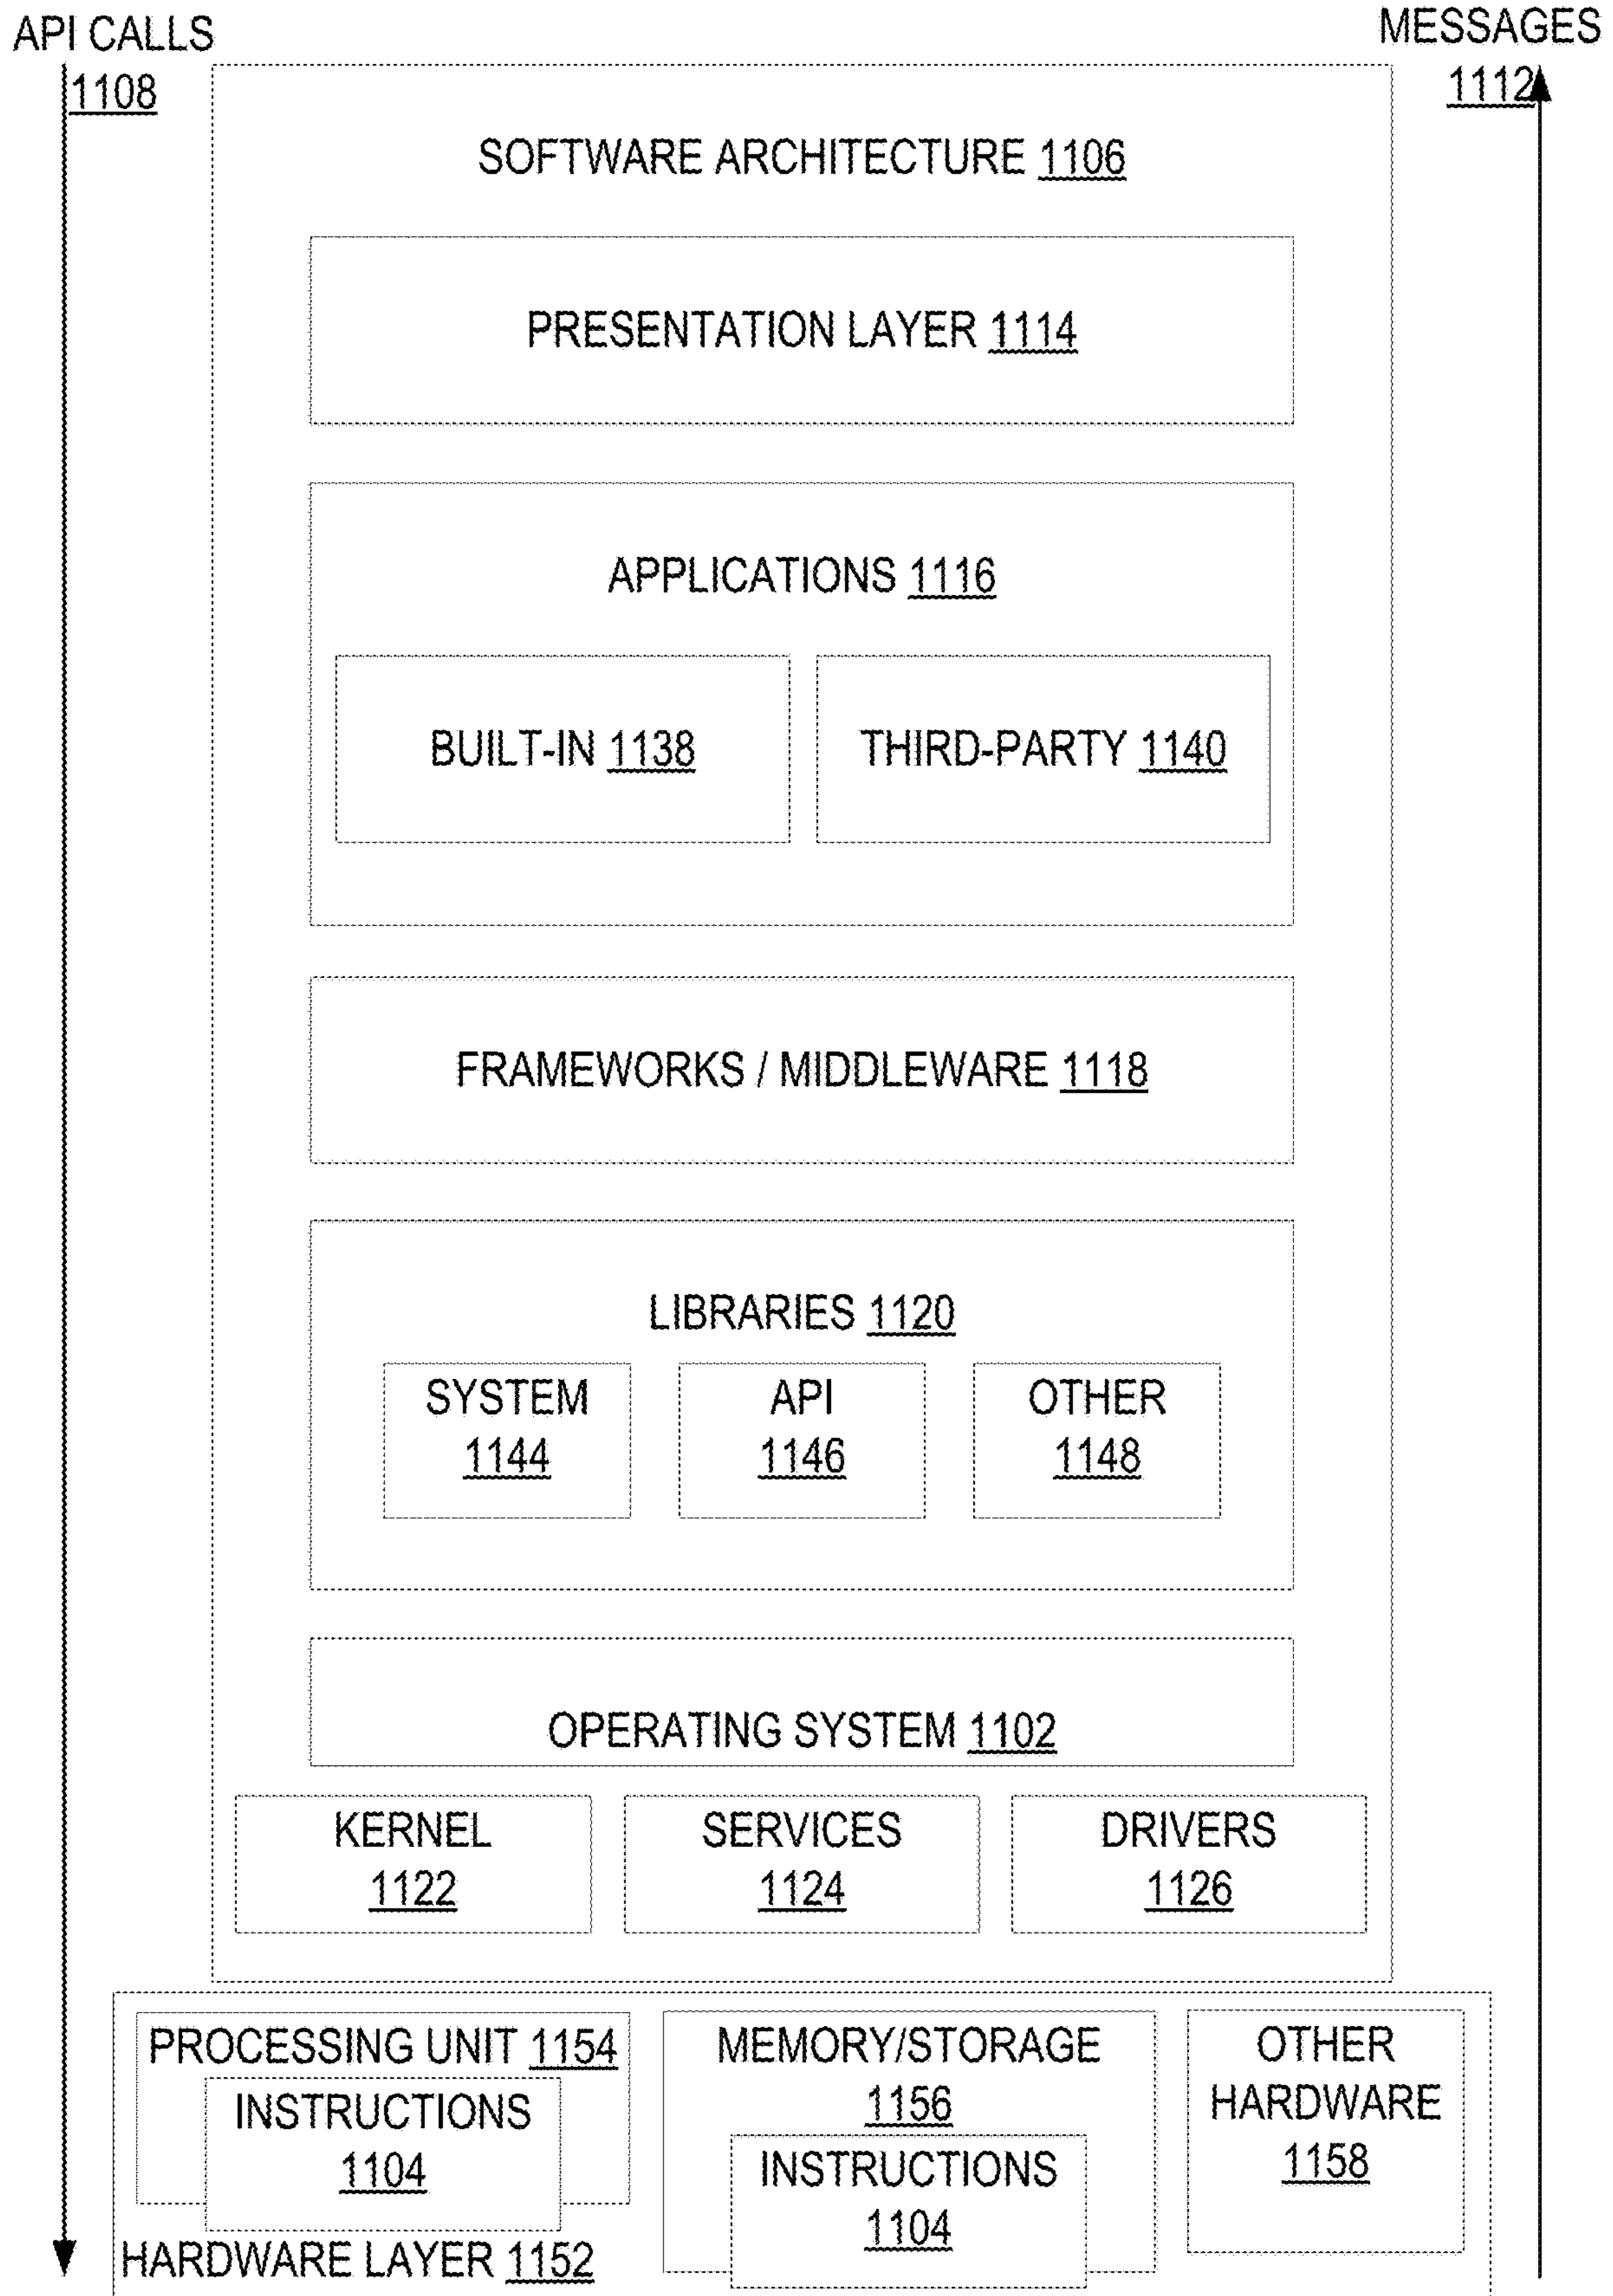 API CALLS
1108
MESSAGES
1112
SOFTWARE ARCHITECTURE 1106
PRESENTATION LAYER 1114
APPLICATIONS 1116
BUILT-IN 1138
THIRD-PARTY 1140
FRAMEWORKS / MIDDLEWARE 1118
LIBRARIES 1120
SYSTEM
1144
API
1146
OTHER
1148
OPERATING SYSTEM 1102
KERNEL
1122
SERVICES
1124
DRIVERS
1126
PROCESSING UNIT 1154
INSTRUCTIONS
1104
MEMORY/STORAGE
1156
INSTRUCTIONS
1104
OTHER
HARDWARE
1158
HARDWARE LAYER 1152